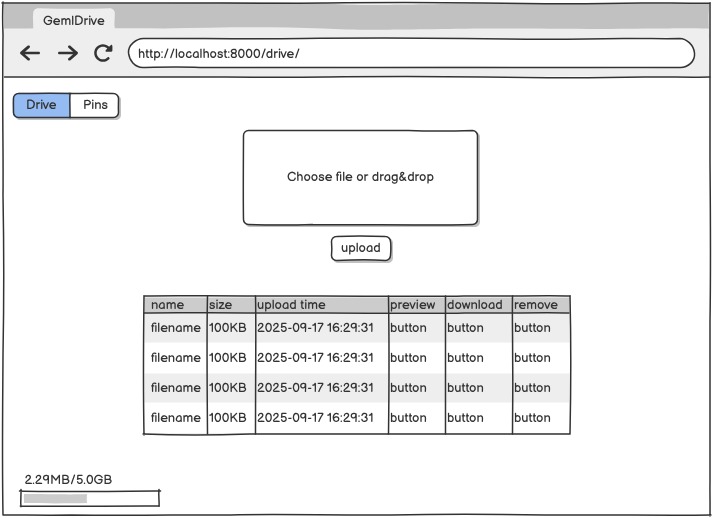 GemlDrive
http://localhost:8000/drive/
Drive Pins
Choose file or drag&drop
upload
name size upload time preview download remove
filename 100KB 2025-09-17 16:29:31 button button button
filename 100KB 2025-09-17 16:29:31 button button button
filename 100KB 2025-09-17 16:29:31 button button button
filename 100KB 2025-09-17 16:29:31 button button button
2.29MB/5.0GB